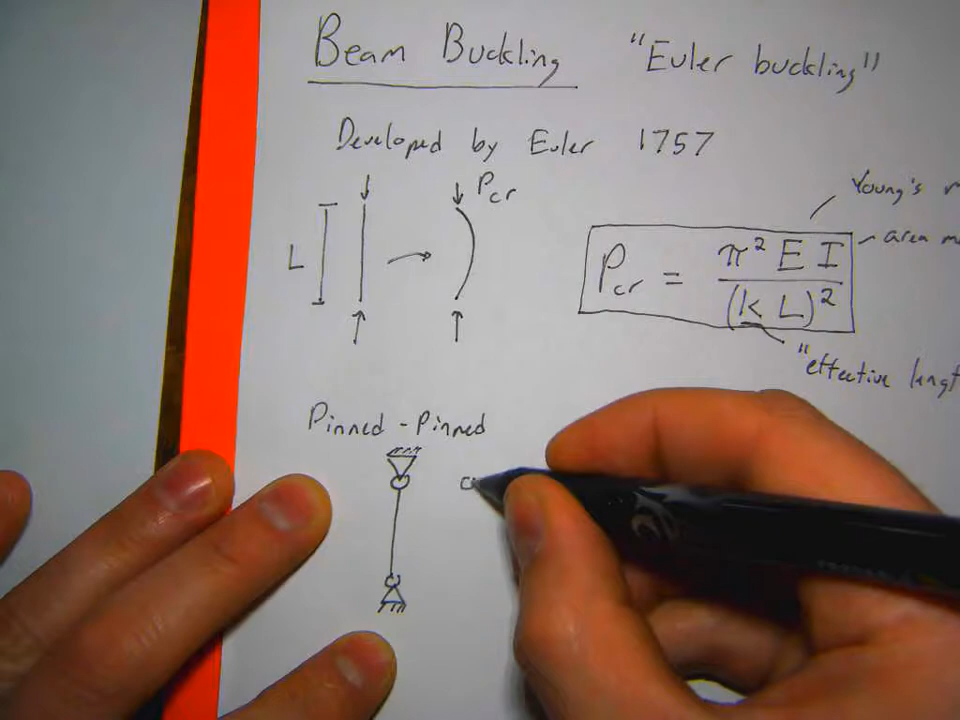 Beam Buckling "Euler buckling"
Developed by Euler 1757
Pcr
L
Young's
area
Pcr = π² E I / (k L)²
"effective
Pinned - Pinned